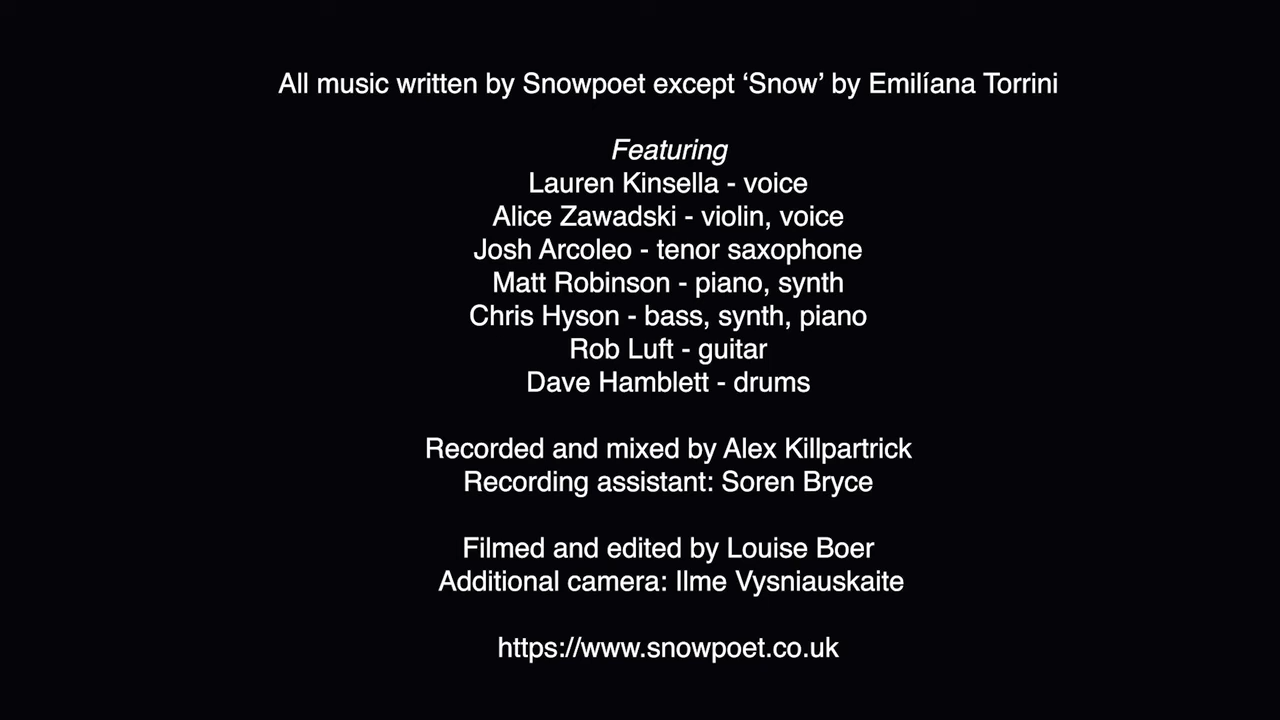 All music written by Snowpoet except ‘Snow’ by Emilíana Torrini
Featuring
Lauren Kinsella - voice
Alice Zawadski - violin, voice
Josh Arcoleo - tenor saxophone
Matt Robinson - piano, synth
Chris Hyson - bass, synth, piano
Rob Luft - guitar
Dave Hamblett - drums
Recorded and mixed by Alex Killpartrick
Recording assistant: Soren Bryce
Filmed and edited by Louise Boer
Additional camera: Ilme Vysniauskaite
https://www.snowpoet.co.uk